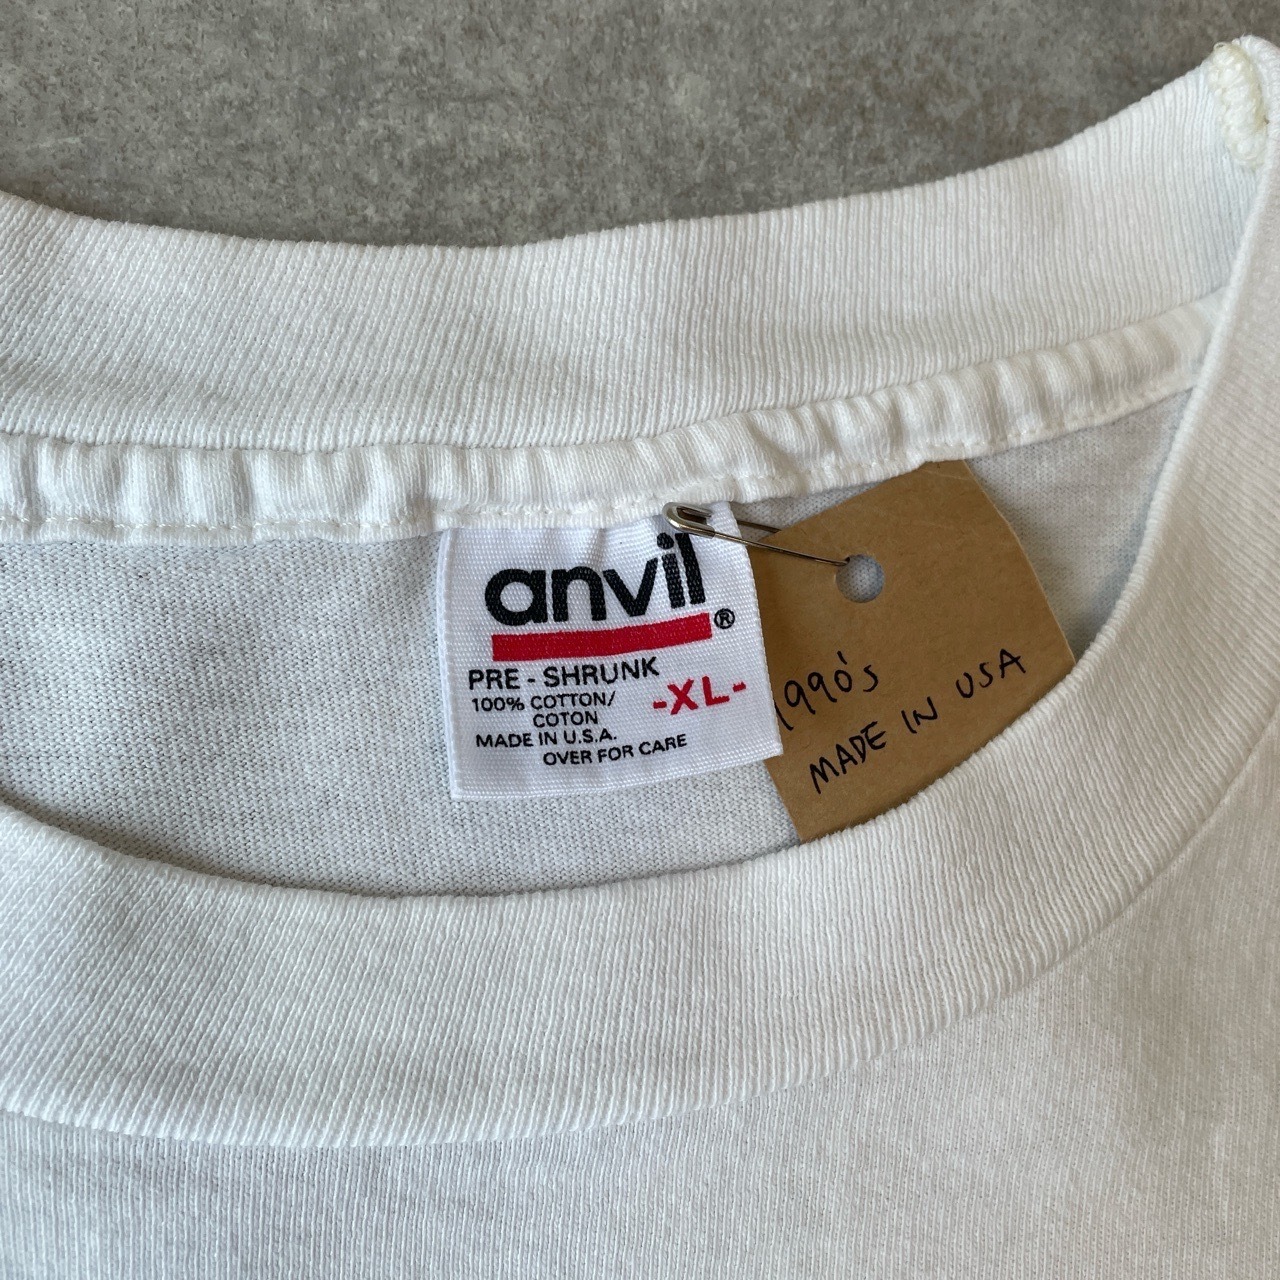 anvil®
PRE - SHRUNK
100% COTTON/
COTON
-XL-
MADE IN U.S.A.
OVER FOR CARE
1990's
MADE IN USA